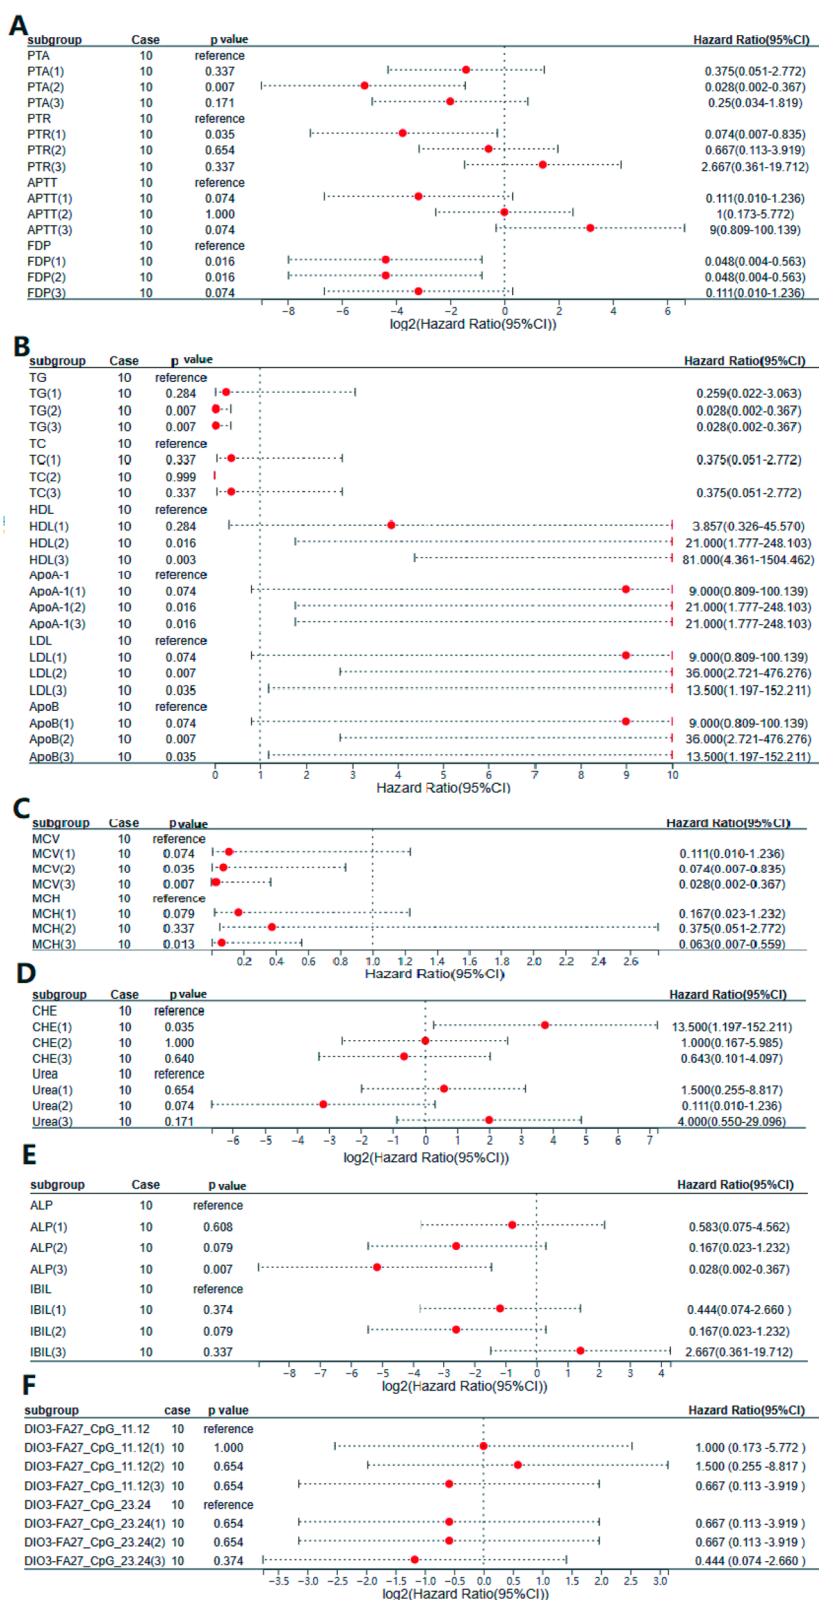 A
subgroup Case p value Hazard Ratio(95%CI)
PTA 10 reference
PTA(1) 10 0.337 0.375(0.051-2.772)
PTA(2) 10 0.007 0.028(0.002-0.367)
PTA(3) 10 0.171 0.25(0.034-1.819)
PTR 10 reference
PTR(1) 10 0.035 0.074(0.007-0.835)
PTR(2) 10 0.654 0.667(0.113-3.919)
PTR(3) 10 0.337 2.667(0.361-19.712)
APTT 10 reference
APTT(1) 10 0.074 0.111(0.010-1.236)
APTT(2) 10 1.000 1(0.173-5.772)
APTT(3) 10 0.074 9(0.809-100.139)
FDP 10 reference
FDP(1) 10 0.016 0.048(0.004-0.563)
FDP(2) 10 0.016 0.048(0.004-0.563)
FDP(3) 10 0.074 0.111(0.010-1.236)
−8 −6 −4 −2 0 2 4 6
log2(Hazard Ratio(95%CI))
B
subgroup Case p value Hazard Ratio(95%CI)
TG 10 reference
TG(1) 10 0.284 0.259(0.022-3.063)
TG(2) 10 0.007 0.028(0.002-0.367)
TG(3) 10 0.007 0.028(0.002-0.367)
TC 10 reference
TC(1) 10 0.337 0.375(0.051-2.772)
TC(2) 10 0.999
TC(3) 10 0.337 0.375(0.051-2.772)
HDL 10 reference
HDL(1) 10 0.284 3.857(0.326-45.570)
HDL(2) 10 0.016 21.000(1.777-248.103)
HDL(3) 10 0.003 81.000(4.361-1504.462)
ApoA-1 10 reference
ApoA-1(1) 10 0.074 9.000(0.809-100.139)
ApoA-1(2) 10 0.016 21.000(1.777-248.103)
ApoA-1(3) 10 0.016 21.000(1.777-248.103)
LDL 10 reference
LDL(1) 10 0.074 9.000(0.809-100.139)
LDL(2) 10 0.007 36.000(2.721-476.276)
LDL(3) 10 0.035 13.500(1.197-152.211)
ApoB 10 reference
ApoB(1) 10 0.074 9.000(0.809-100.139)
ApoB(2) 10 0.007 36.000(2.721-476.276)
ApoB(3) 10 0.035 13.500(1.197-152.211)
0 1 2 3 4 5 6 7 8 9 10
Hazard Ratio(95%CI)
C
subgroup Case p value Hazard Ratio(95%CI)
MCV 10 reference
MCV(1) 10 0.074 0.111(0.010-1.236)
MCV(2) 10 0.035 0.074(0.007-0.835)
MCV(3) 10 0.007 0.028(0.002-0.367)
MCH 10 reference
MCH(1) 10 0.079 0.167(0.023-1.232)
MCH(2) 10 0.337 0.375(0.051-2.772)
MCH(3) 10 0.013 0.063(0.007-0.559)
0.2 0.4 0.6 0.8 1.0 1.2 1.4 1.6 1.8 2.0 2.2 2.4 2.6
Hazard Ratio(95%CI)
D
subgroup Case p value Hazard Ratio(95%CI)
CHE 10 reference
CHE(1) 10 0.035 13.500(1.197-152.211)
CHE(2) 10 1.000 1.000(0.167-5.985)
CHE(3) 10 0.640 0.643(0.101-4.097)
Urea 10 reference
Urea(1) 10 0.654 1.500(0.255-8.817)
Urea(2) 10 0.074 0.111(0.010-1.236)
Urea(3) 10 0.171 4.000(0.550-29.096)
−6 −5 −4 −3 −2 −1 0 1 2 3 4 5 6 7
log2(Hazard Ratio(95%CI))
E
subgroup Case p value Hazard Ratio(95%CI)
ALP 10 reference
ALP(1) 10 0.608 0.583(0.075-4.562)
ALP(2) 10 0.079 0.167(0.023-1.232)
ALP(3) 10 0.007 0.028(0.002-0.367)
IBIL 10 reference
IBIL(1) 10 0.374 0.444(0.074-2.660 )
IBIL(2) 10 0.079 0.167(0.023-1.232)
IBIL(3) 10 0.337 2.667(0.361-19.712)
−8 −7 −6 −5 −4 −3 −2 −1 0 1 2 3 4
log2(Hazard Ratio(95%CI))
F
subgroup case p value Hazard Ratio(95%CI)
DIO3-FA27_CpG_11.12 10 reference
DIO3-FA27_CpG_11.12(1) 10 1.000 1.000 (0.173 -5.772 )
DIO3-FA27_CpG_11.12(2) 10 0.654 1.500 (0.255 -8.817 )
DIO3-FA27_CpG_11.12(3) 10 0.654 0.667 (0.113 -3.919 )
DIO3-FA27_CpG_23.24 10 reference
DIO3-FA27_CpG_23.24(1) 10 0.654 0.667 (0.113 -3.919 )
DIO3-FA27_CpG_23.24(2) 10 0.654 0.667 (0.113 -3.919 )
DIO3-FA27_CpG_23.24(3) 10 0.374 0.444 (0.074 -2.660 )
−3.5 −3.0 −2.5 −2.0 −1.5 −1.0 −0.5 0.0 0.5 1.0 1.5 2.0 2.5 3.0
log2(Hazard Ratio(95%CI))